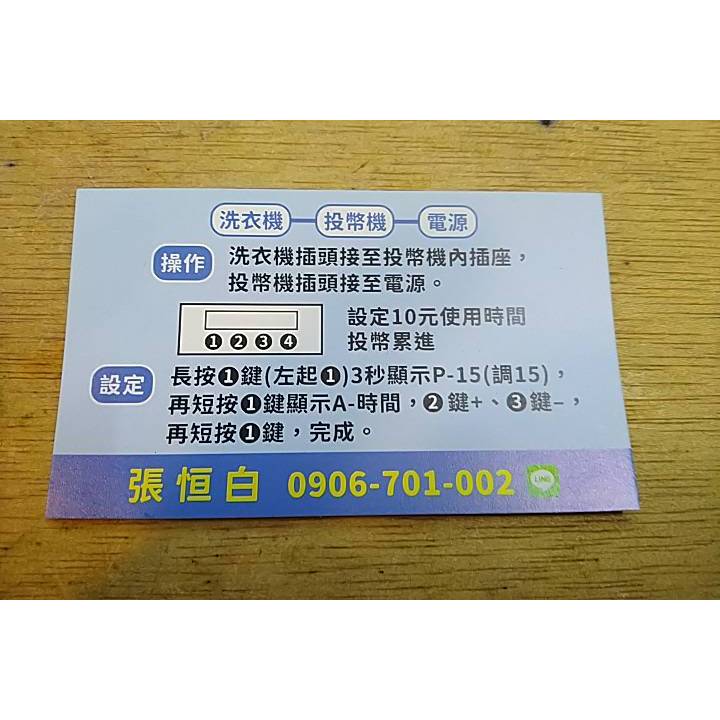 洗衣機 投幣機 電源
操作 洗衣機插頭接至投幣機內插座，
投幣機插頭接至電源。
設定10元使用時間
❶❷❸❹ 投幣累進
設定 長按❶鍵(左起❶)3秒顯示P-15(調15)，
再短按❶鍵顯示A-時間，❷鍵+、❸鍵-，
再短按❶鍵，完成。
張恒白 0906-701-002 LINE